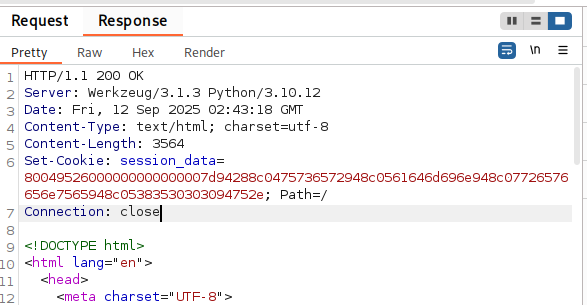 Request Response
Pretty Raw Hex Render \n
1 HTTP/1.1 200 OK
2 Server: Werkzeug/3.1.3 Python/3.10.12
3 Date: Fri, 12 Sep 2025 02:43:18 GMT
4 Content-Type: text/html; charset=utf-8
5 Content-Length: 3564
6 Set-Cookie: session_data=
80049526000000000000007d94288c0475736572948c0561646d696e948c07726576
656e7565948c05383530303094752e; Path=/
7 Connection: close
8
9 <!DOCTYPE html>
10 <html lang="en">
11 <head>
12 <meta charset="UTF-8">